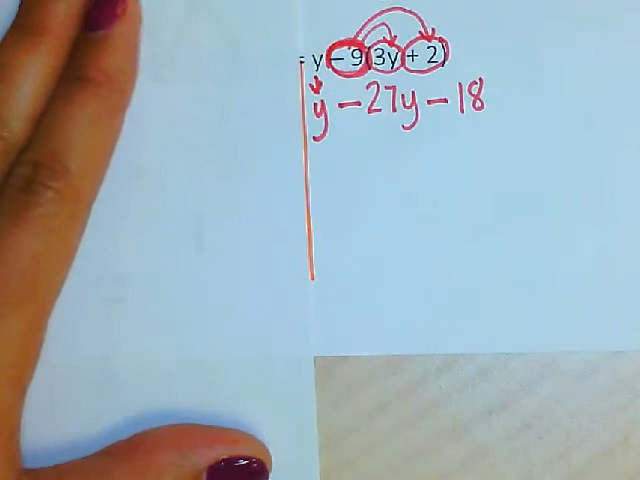 = y − 9(3y + 2)
y − 27y − 18